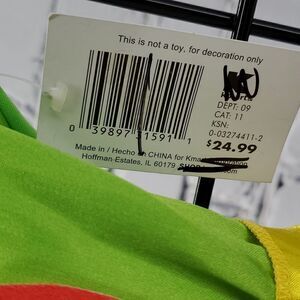 This is not a toy, for decoration only
DEPT: 09
CAT: 11
KSN:
0-03274411-2
$24.99
0 39897 11591 1
Made in / Hecho en CHINA for Kmart
Hoffman Estates, IL 60179